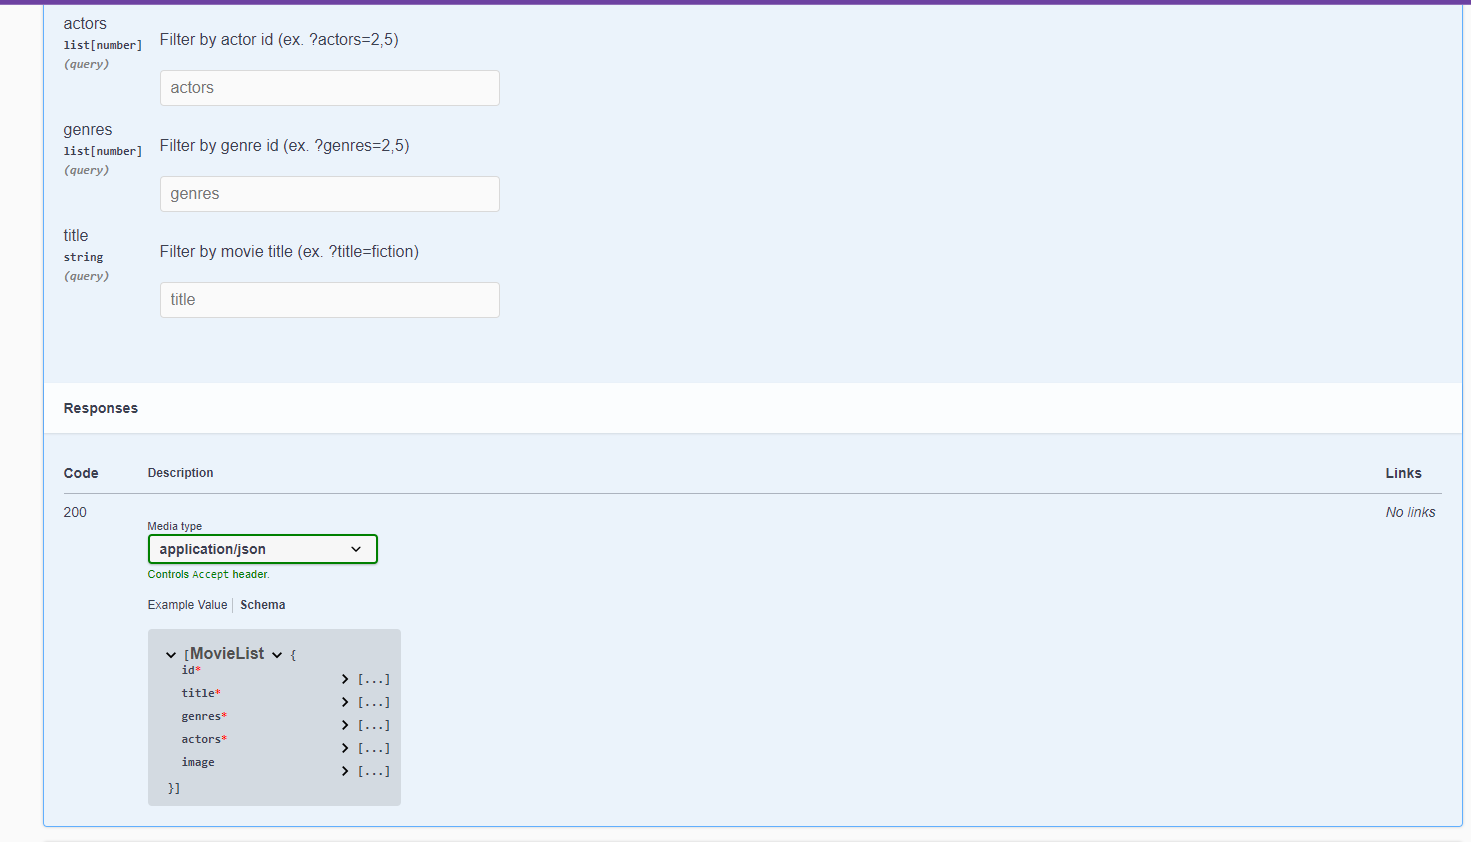 actors
list[number]
(query)
Filter by actor id (ex. ?actors=2,5)
actors
genres
list[number]
(query)
Filter by genre id (ex. ?genres=2,5)
genres
title
string
(query)
Filter by movie title (ex. ?title=fiction)
title
Responses
Code Description Links
200 No links
Media type
application/json
Controls Accept header.
Example Value Schema
[MovieList {
id* [...]
title* [...]
genres* [...]
actors* [...]
image [...]
}]